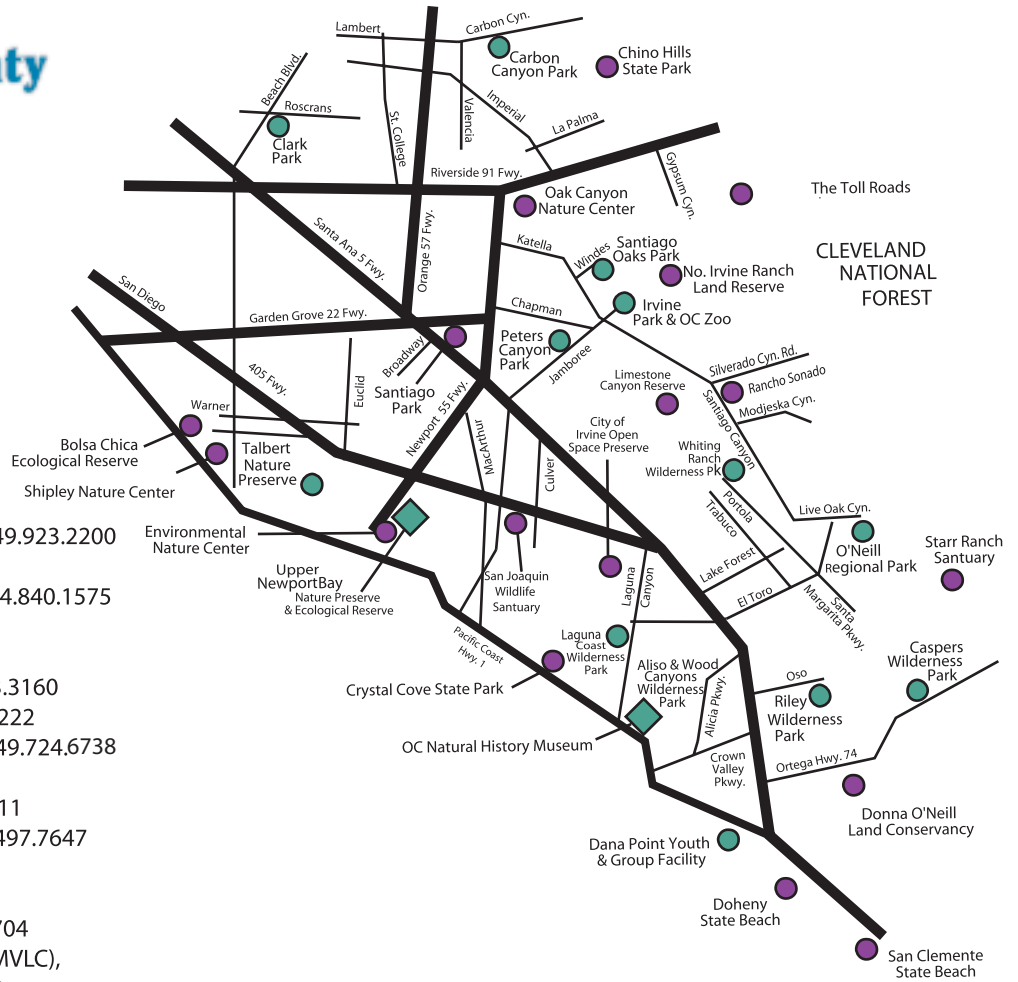 nty
Lambert
Carbon Cyn.
Carbon
Canyon Park
Chino Hills
State Park
Beach Blvd.
Roscrans
Clark
Park
St. College
Valencia
Imperial
La Palma
Riverside 91 Fwy.
Gypsum Cyn.
Oak Canyon
Nature Center
The Toll Roads
Santa Ana 5 Fwy.
Orange 57 Fwy.
Katella
Windes
Santiago
Oaks Park
No. Irvine Ranch
Land Reserve
CLEVELAND
NATIONAL
FOREST
San Diego
Garden Grove 22 Fwy.
Chapman
Irvine
Park & OC Zoo
Broadway
Peters
Canyon
Park
Jamboree
Silverado Cyn. Rd.
405 Fwy.
Euclid
Santiago
Park
Limestone
Canyon Reserve
Rancho Sonado
Modjeska Cyn.
Santiago Canyon
Warner
Newport 55 Fwy.
MacArthur
Culver
City of
Irvine Open
Space Preserve
Bolsa Chica
Ecological Reserve
Talbert
Nature
Preserve
Whiting
Ranch
Wilderness Pk
Shipley Nature Center
Portola
Trabuco
Live Oak Cyn.
49.923.2200
Environmental
Nature Center
O'Neill
Regional Park
Starr Ranch
Santuary
Upper
NewportBay
Nature Preserve
& Ecological Reserve
San Joaquin
Wildlife
Santuary
Laguna
Canyon
Lake Forest
El Toro
Santa
Margarita Pkwy.
4.840.1575
Pacific Coast
Hwy. 1
Laguna
Coast
Wilderness
Park
Aliso & Wood
Canyons
Wilderness
Park
Caspers
Wilderness
Park
.3160
Crystal Cove State Park
Alicia Pkwy.
Oso
Riley
Wilderness
Park
222
49.724.6738
OC Natural History Museum
Crown
Valley
Pkwy.
Ortega Hwy. 74
11
497.7647
Donna O'Neill
Land Conservancy
Dana Point Youth
& Group Facility
Doheny
State Beach
704
MVLC),
San Clemente
State Beach